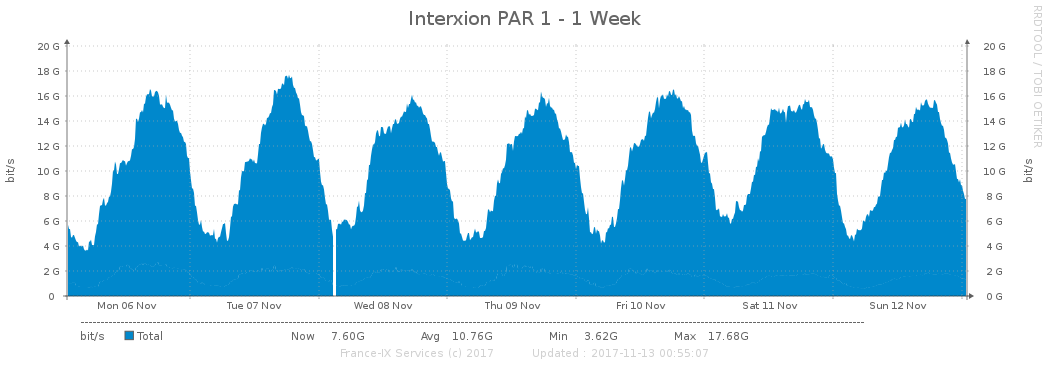 Interxion PAR 1 - 1 Week
RRDTOOL / TOBI OETIKER
20 G 20 G
18 G 18 G
16 G 16 G
14 G 14 G
12 G 12 G
10 G 10 G
8 G 8 G
6 G 6 G
4 G 4 G
2 G 2 G
0 0 G
bit/s bit/s
Mon 06 Nov Tue 07 Nov Wed 08 Nov Thu 09 Nov Fri 10 Nov Sat 11 Nov Sun 12 Nov
bit/s Total Now 7.60G Avg 10.76G Min 3.62G Max 17.68G
France-IX Services (c) 2017 Updated : 2017-11-13 00:55:07